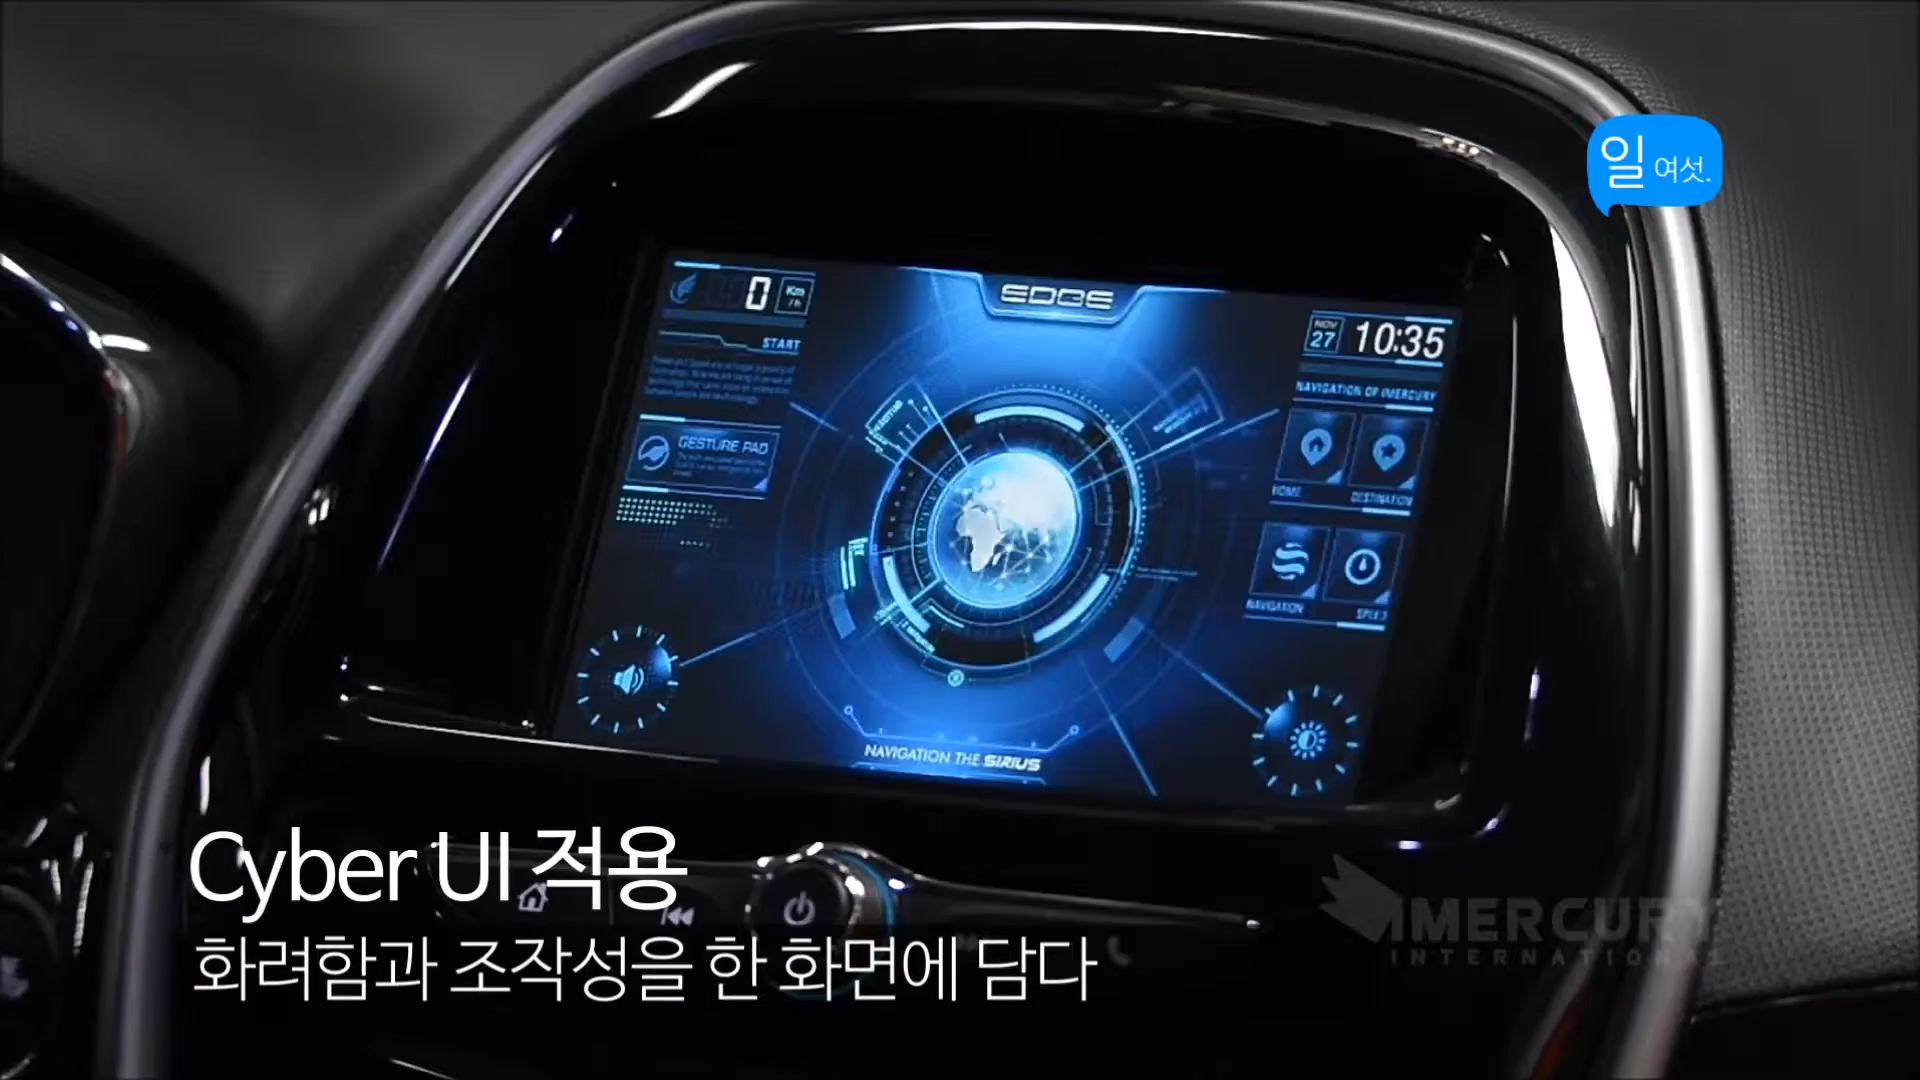 일 여섯.
0 Km/h
EDGE
NOV 27 10:35
START
NAVIGATION OF IMERCURY
GESTURE PAD
HOME
DESTINATION
NAVIGATION
SPEED
NAVIGATION THE SIRIUS
Cyber UI 적용
화려함과 조작성을 한 화면에 담다
IMERCURY
INTERNATIONAL